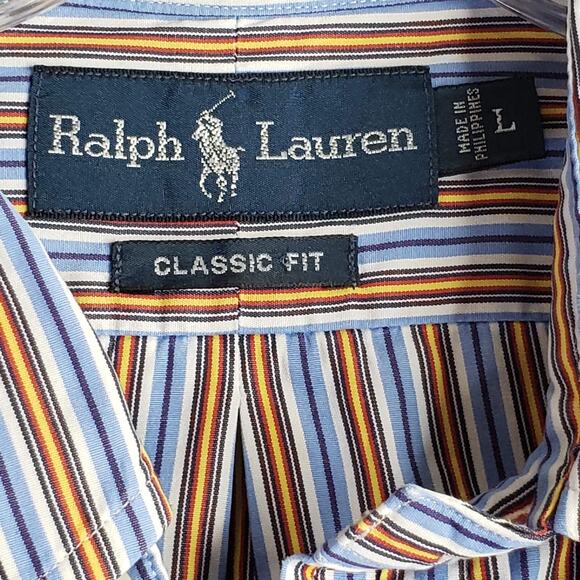 Ralph Lauren
MADE IN
PHILIPPINES
L
CLASSIC FIT